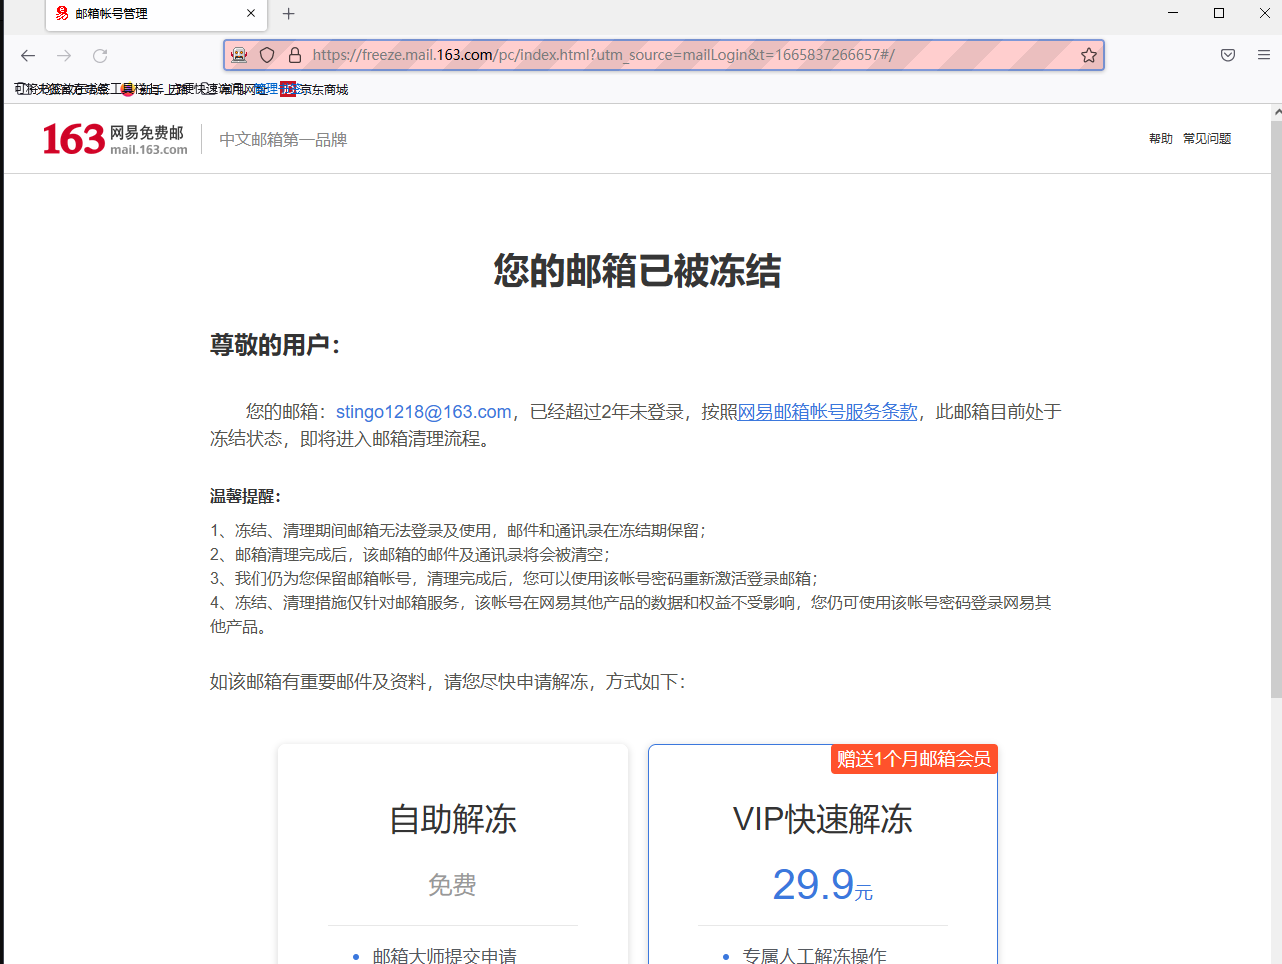 邮箱帐号管理
https://freeze.mail.163.com/pc/index.html?utm_source=mailLogin&t=1665837266657#/
京东商城
163 网易免费邮
mail.163.com
中文邮箱第一品牌
帮助 常见问题
您的邮箱已被冻结
尊敬的用户：
您的邮箱：stingo1218@163.com，已经超过2年未登录，按照网易邮箱帐号服务条款，此邮箱目前处于
冻结状态，即将进入邮箱清理流程。
温馨提醒：
1、冻结、清理期间邮箱无法登录及使用，邮件和通讯录在冻结期保留；
2、邮箱清理完成后，该邮箱的邮件及通讯录将会被清空；
3、我们仍为您保留邮箱帐号，清理完成后，您可以使用该帐号密码重新激活登录邮箱；
4、冻结、清理措施仅针对邮箱服务，该帐号在网易其他产品的数据和权益不受影响，您仍可使用该帐号密码登录网易其
他产品。
如该邮箱有重要邮件及资料，请您尽快申请解冻，方式如下：
赠送1个月邮箱会员
自助解冻
VIP快速解冻
免费
29.9元
邮箱大师提交申请
专属人工解冻操作